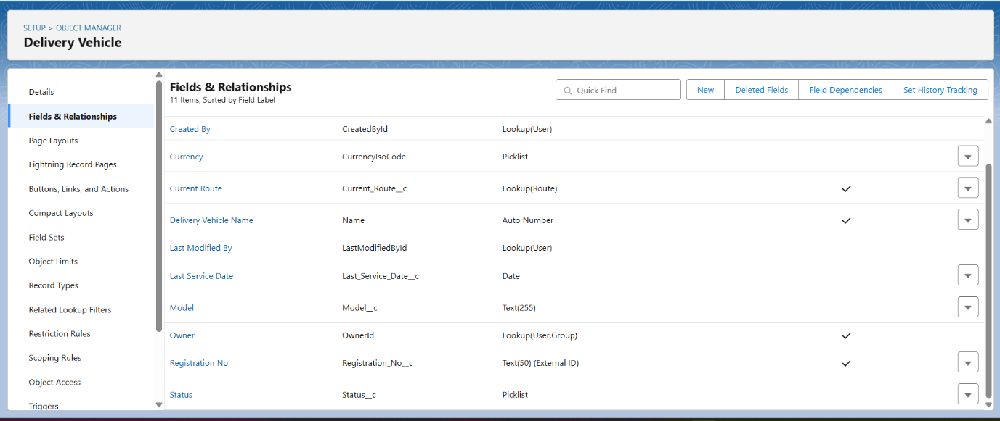 SETUP > OBJECT MANAGER
Delivery Vehicle
Details
Fields & Relationships
Page Layouts
Lightning Record Pages
Buttons, Links, and Actions
Compact Layouts
Field Sets
Object Limits
Record Types
Related Lookup Filters
Restriction Rules
Scoping Rules
Object Access
Triggers
Fields & Relationships
11 Items, Sorted by Field Label
Quick Find
New
Deleted Fields
Field Dependencies
Set History Tracking
Created By CreatedById Lookup(User)
Currency CurrencyIsoCode Picklist
Current Route Current_Route__c Lookup(Route)
Delivery Vehicle Name Name Auto Number
Last Modified By LastModifiedById Lookup(User)
Last Service Date Last_Service_Date__c Date
Model Model__c Text(255)
Owner OwnerId Lookup(User,Group)
Registration No Registration_No__c Text(50) (External ID)
Status Status__c Picklist